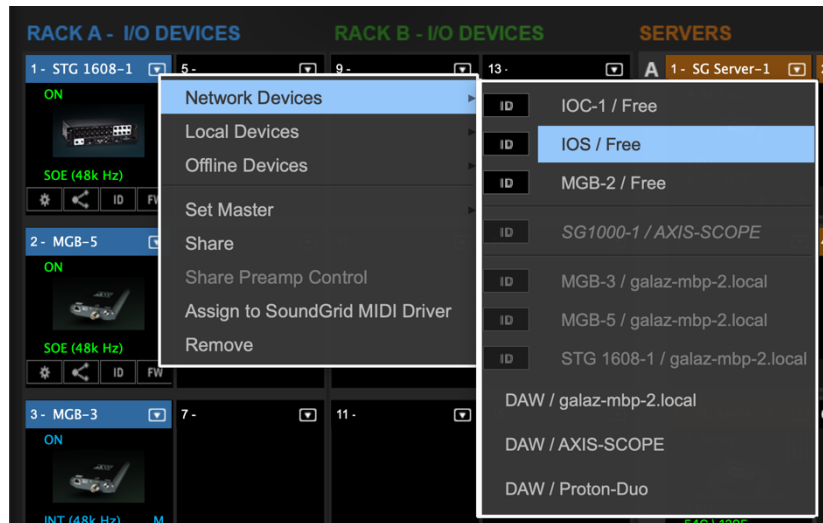 RACK A - I/O DEVICES
RACK B - I/O DEVICES
SERVERS
1 - STG 1608-1
5 -
9 -
13 -
A
1 - SG Server-1
ON
SOE (48k Hz)
ID
2 - MGB-5
ON
SOE (48k Hz)
ID FW
3 - MGB-3
7 -
11 -
ON
INT (48k Hz) M
Network Devices
Local Devices
Offline Devices
Set Master
Share
Share Preamp Control
Assign to SoundGrid MIDI Driver
Remove
ID IOC-1 / Free
ID IOS / Free
ID MGB-2 / Free
ID SG1000-1 / AXIS-SCOPE
ID MGB-3 / galaz-mbp-2.local
ID MGB-5 / galaz-mbp-2.local
ID STG 1608-1 / galaz-mbp-2.local
DAW / galaz-mbp-2.local
DAW / AXIS-SCOPE
DAW / Proton-Duo